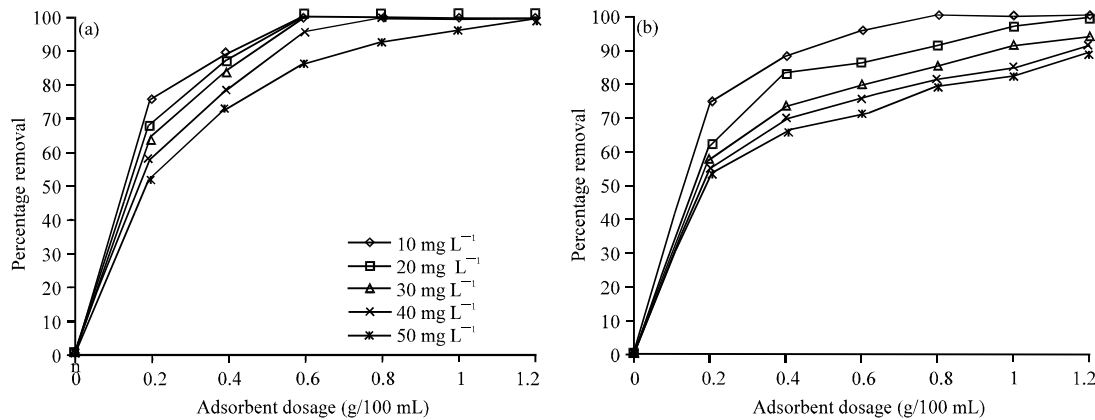 (a)
Percentage removal
100
90
80
70
60
50
40
30
20
10
0
0 0.2 0.4 0.6 0.8 1 1.2
Adsorbent dosage (g/100 mL)
10 mg L⁻¹
20 mg L⁻¹
30 mg L⁻¹
40 mg L⁻¹
50 mg L⁻¹
(b)
Percentage removal
100
90
80
70
60
50
40
30
20
10
0
0 0.2 0.4 0.6 0.8 1 1.2
Adsorbent dosage (g/100 mL)